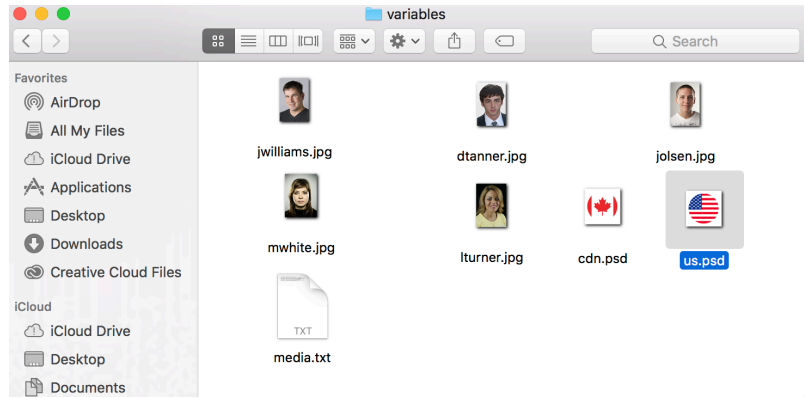 variables
Search
Favorites
AirDrop
All My Files
iCloud Drive
Applications
Desktop
Downloads
Creative Cloud Files
iCloud
iCloud Drive
Desktop
Documents
jwilliams.jpg
dtanner.jpg
jolsen.jpg
mwhite.jpg
lturner.jpg
cdn.psd
us.psd
TXT
media.txt